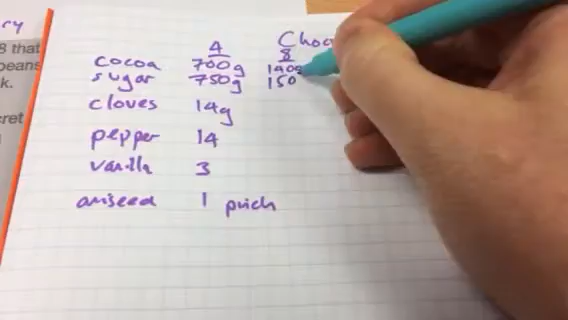 ry
8 that
beans
k.
cret
4
Choc
8
cocoa 700g 140
sugar 750g 150
cloves 14g
pepper 14
vanilla 3
aniseed 1 pinch